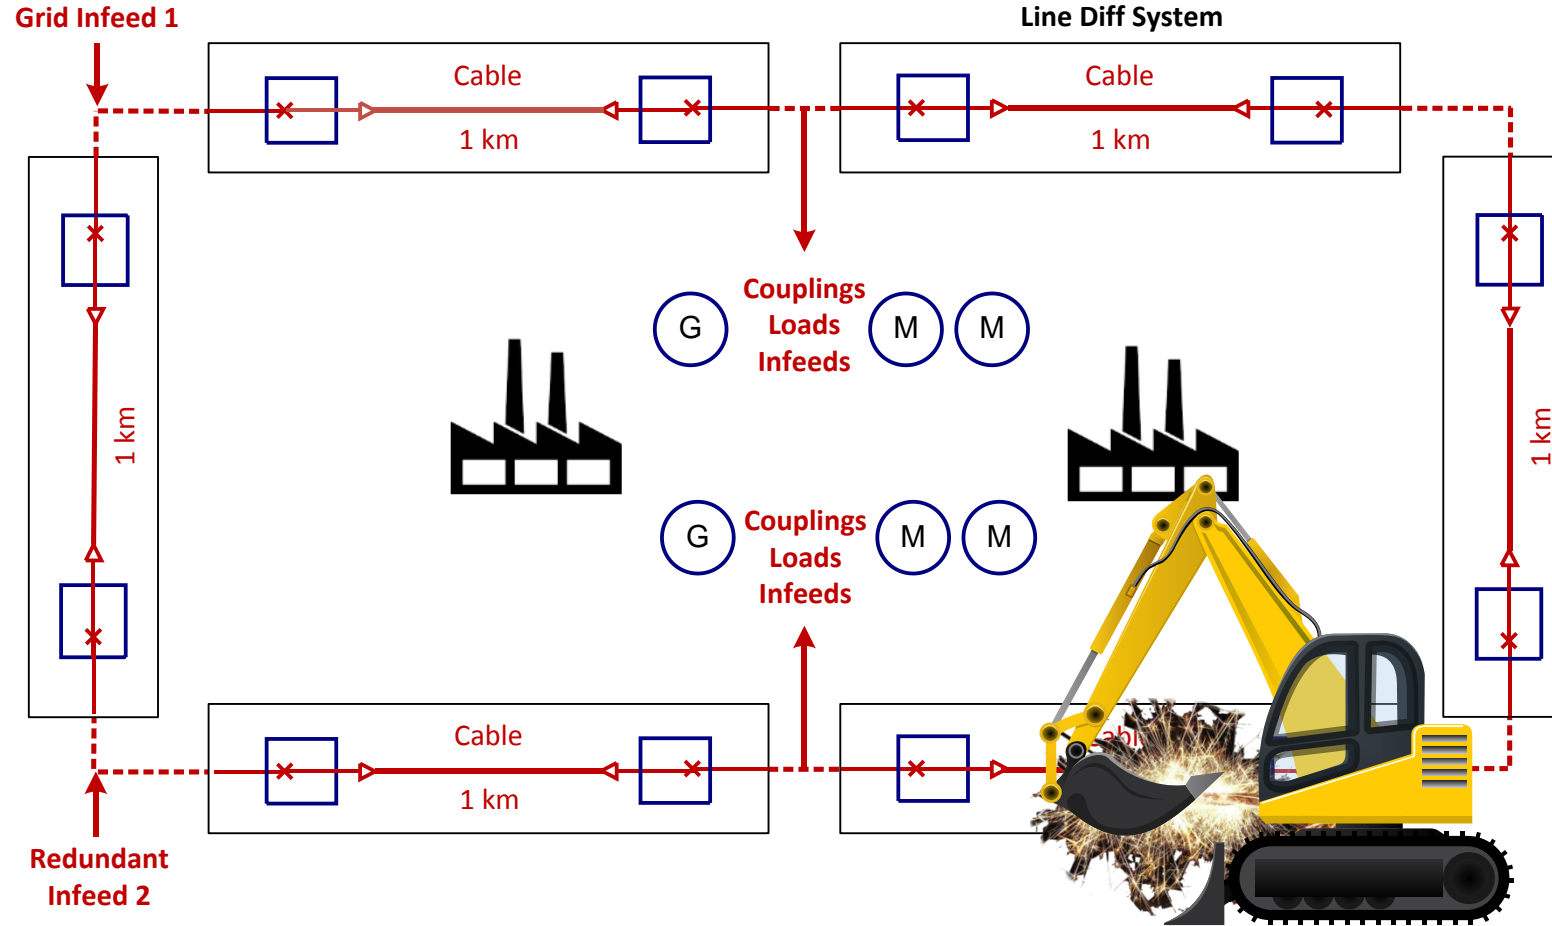 Grid Infeed 1
Line Diff System
Cable
1 km
Cable
1 km
Couplings
Loads
Infeeds
G
M
M
1 km
1 km
G
Couplings
Loads
Infeeds
M
M
Cable
1 km
Redundant
Infeed 2